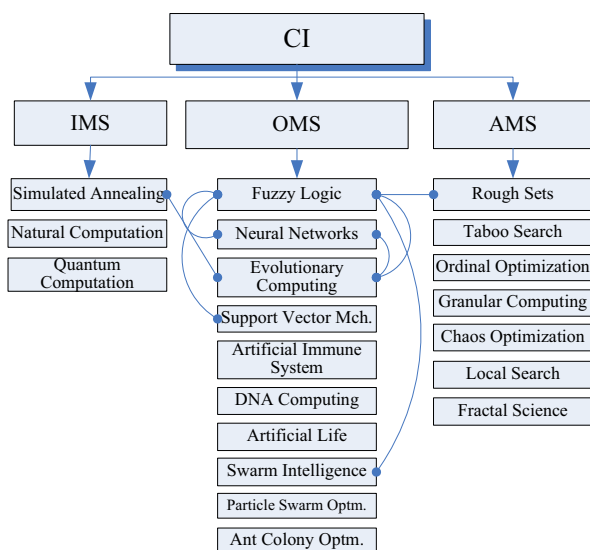 CI
IMS
OMS
AMS
Simulated Annealing
Natural Computation
Quantum
Computation
Fuzzy Logic
Neural Networks
Evolutionary
Computing
Support Vector Mch.
Artificial Immune
System
DNA Computing
Artificial Life
Swarm Intelligence
Particle Swarm Optm.
Ant Colony Optm.
Rough Sets
Taboo Search
Ordinal Optimization
Granular Computing
Chaos Optimization
Local Search
Fractal Science